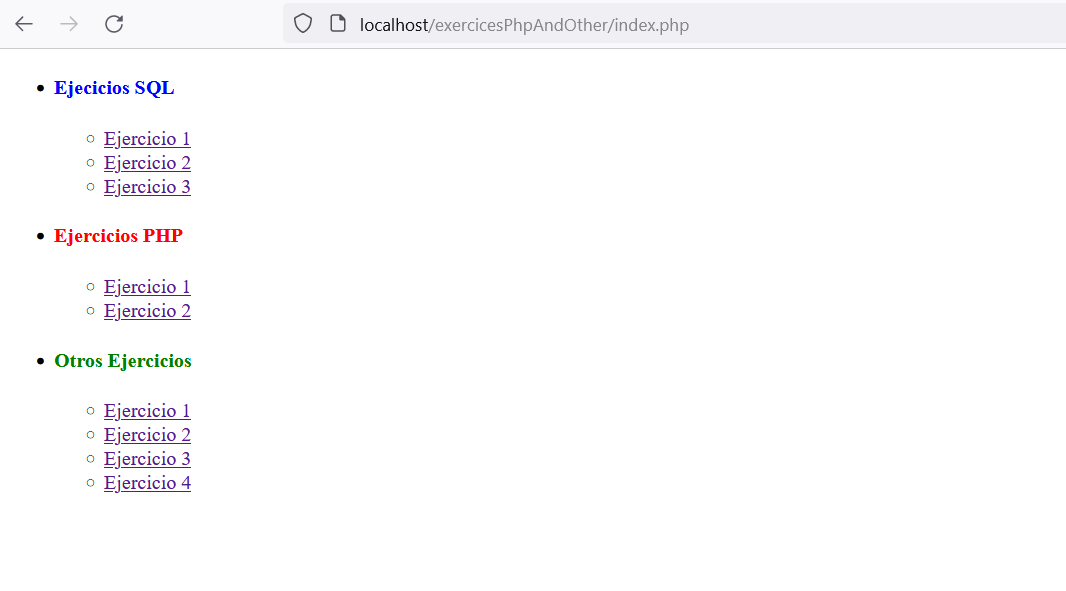 localhost/exercicesPhpAndOther/index.php
Ejecicios SQL
Ejercicio 1
Ejercicio 2
Ejercicio 3
Ejercicios PHP
Ejercicio 1
Ejercicio 2
Otros Ejercicios
Ejercicio 1
Ejercicio 2
Ejercicio 3
Ejercicio 4